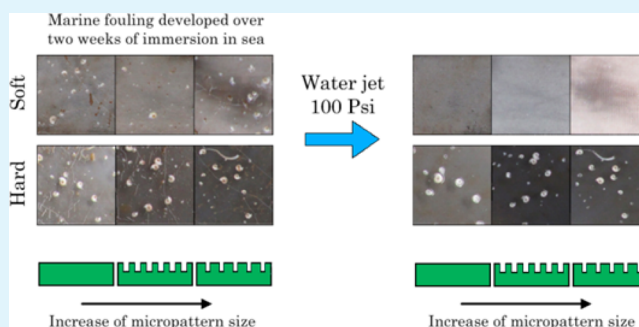 Marine fouling developed over
two weeks of immersion in sea
Soft
Water jet
100 Psi
Hard
Increase of micropattern size
Increase of micropattern size